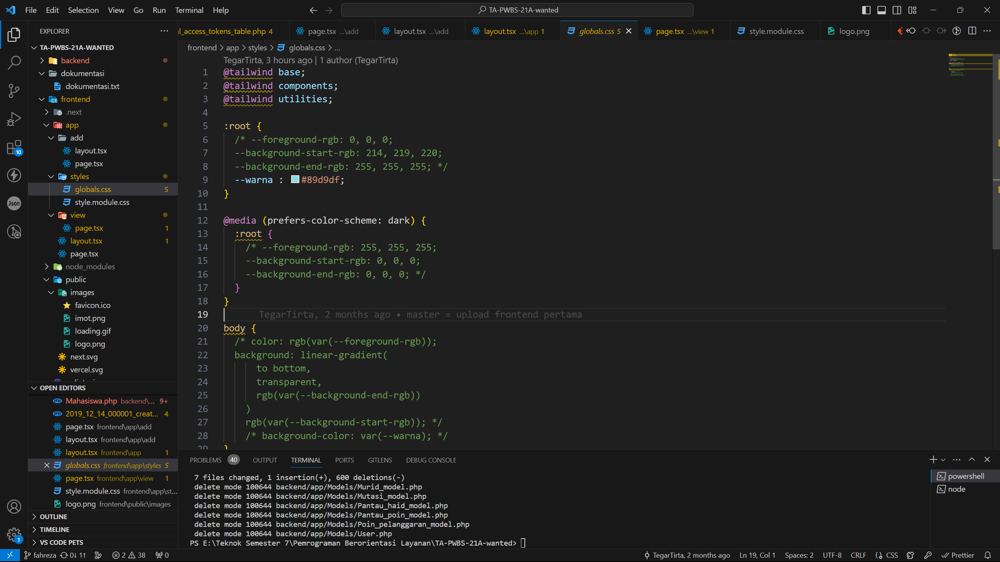 File Edit Selection View Go Run Terminal Help
TA-PWBS-21A-wanted
EXPLORER
al_access_tokens_table.php 4
page.tsx ...\add
layout.tsx ...\add
layout.tsx ...\app 1
globals.css 5
page.tsx ...\view 1
style.module.css
logo.png
frontend > app > styles > globals.css > ...
TA-PWBS-21A-WANTED
backend
dokumentasi
dokumentasi.txt
frontend
.next
app
add
layout.tsx
page.tsx
styles
globals.css 5
style.module.css
view
page.tsx 1
layout.tsx 1
page.tsx
node_modules
public
images
favicon.ico
imot.png
loading.gif
logo.png
next.svg
vercel.svg
10
Json
1
OPEN EDITORS
Mahasiswa.php backend\... 9+
2019_12_14_000001_creat... 4
page.tsx frontend\app\add
layout.tsx frontend\app\add
layout.tsx frontend\app 1
globals.css frontend\app\styles 5
page.tsx frontend\app\view 1
style.module.css frontend\app\st...
logo.png frontend\public\images
OUTLINE
TIMELINE
VS CODE PETS
TegarTirta, 3 hours ago | 1 author (TegarTirta)
1 @tailwind base;
2 @tailwind components;
3 @tailwind utilities;
4
5 :root {
6 /* --foreground-rgb: 0, 0, 0;
7 --background-start-rgb: 214, 219, 220;
8 --background-end-rgb: 255, 255, 255; */
9 --warna : #89d9df;
10 }
11
12 @media (prefers-color-scheme: dark) {
13 :root {
14 /* --foreground-rgb: 255, 255, 255;
15 --background-start-rgb: 0, 0, 0;
16 --background-end-rgb: 0, 0, 0; */
17 }
18 }
19 TegarTirta, 2 months ago • master = upload frontend pertama
20 body {
21 /* color: rgb(var(--foreground-rgb));
22 background: linear-gradient(
23 to bottom,
24 transparent,
25 rgb(var(--background-end-rgb))
26 )
27 rgb(var(--background-start-rgb)); */
28 /* background-color: var(--warna); */
29 }
PROBLEMS 40 OUTPUT TERMINAL PORTS GITLENS DEBUG CONSOLE
7 files changed, 1 insertion(+), 600 deletions(-)
delete mode 100644 backend/app/Models/Murid_model.php
delete mode 100644 backend/app/Models/Mutasi_model.php
delete mode 100644 backend/app/Models/Pantau_haid_model.php
delete mode 100644 backend/app/Models/Pantau_poin_model.php
delete mode 100644 backend/app/Models/Poin_pelanggaran_model.php
delete mode 100644 backend/app/Models/User.php
PS E:\Teknok Semester 7\Pemrograman Berorientasi Layanan\TA-PWBS-21A-wanted>
powershell
node
fahreza 0↓ 1↑ 2 38 0
TegarTirta, 2 months ago Ln 19, Col 1 Spaces: 2 UTF-8 CRLF CSS Prettier